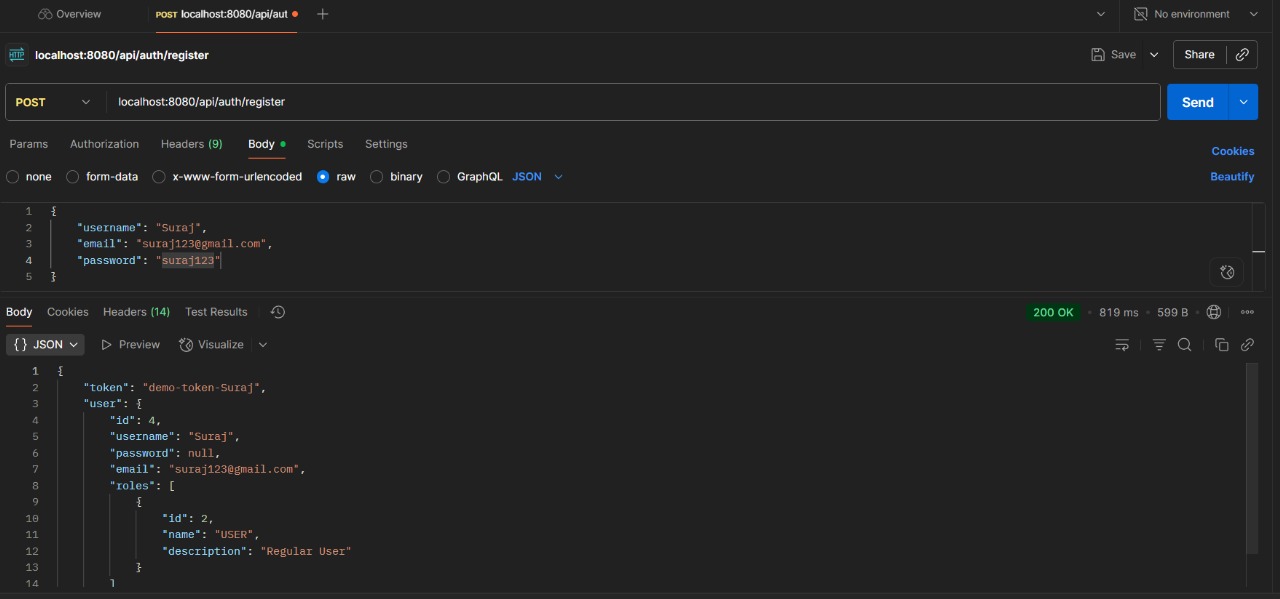 Overview POST localhost:8080/api/aut No environment
HTTP localhost:8080/api/auth/register Save Share
POST localhost:8080/api/auth/register Send
Params Authorization Headers (9) Body Scripts Settings Cookies
none form-data x-www-form-urlencoded raw binary GraphQL JSON Beautify
1 {
2 "username": "Suraj",
3 "email": "suraj123@gmail.com",
4 "password": "suraj123"
5 }
Body Cookies Headers (14) Test Results 200 OK • 819 ms • 599 B •
{} JSON Preview Visualize
1 {
2 "token": "demo-token-Suraj",
3 "user": {
4 "id": 4,
5 "username": "Suraj",
6 "password": null,
7 "email": "suraj123@gmail.com",
8 "roles": [
9 {
10 "id": 2,
11 "name": "USER",
12 "description": "Regular User"
13 }
14 ]